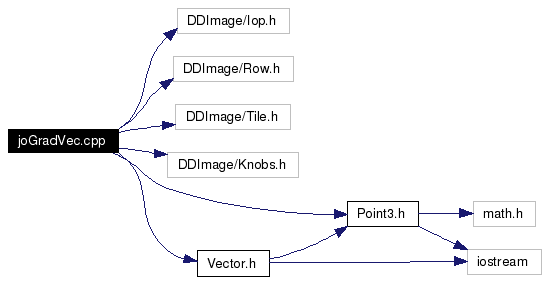 DDImage/Iop.h
DDImage/Row.h
DDImage/Tile.h
joGradVec.cpp
DDImage/Knobs.h
Point3.h
math.h
Vector.h
iostream